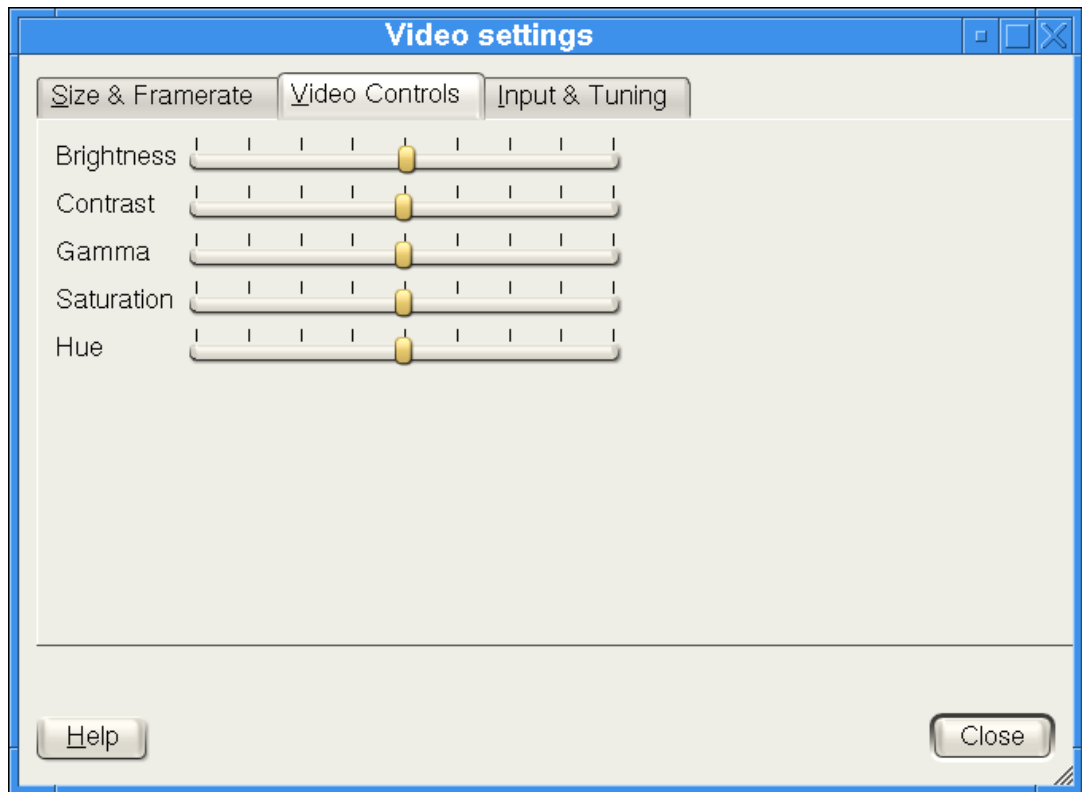 Video settings
Size & Framerate Video Controls Input & Tuning
Brightness
Contrast
Gamma
Saturation
Hue
Help Close